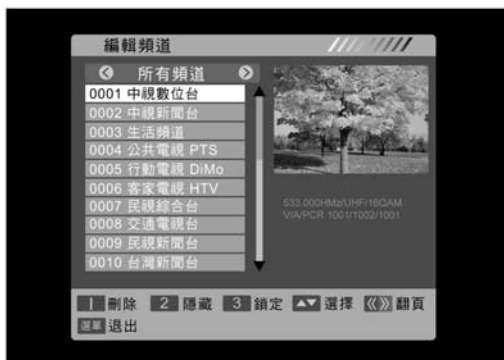 編輯頻道
所有頻道
0001 中視數位台
0002 中視新聞台
0003 生活頻道
0004 公共電視 PTS
0005 行動電視 DiMo
0006 客家電視 HTV
0007 民視綜合台
0008 交通電視台
0009 民視新聞台
0010 台灣新聞台
533.000HMz/UHF/16QAM
V/A/PCR 1001/1002/1001
1 刪除 2 隱藏 3 鎖定 ▲▼ 選擇 《》 翻頁
選單 退出